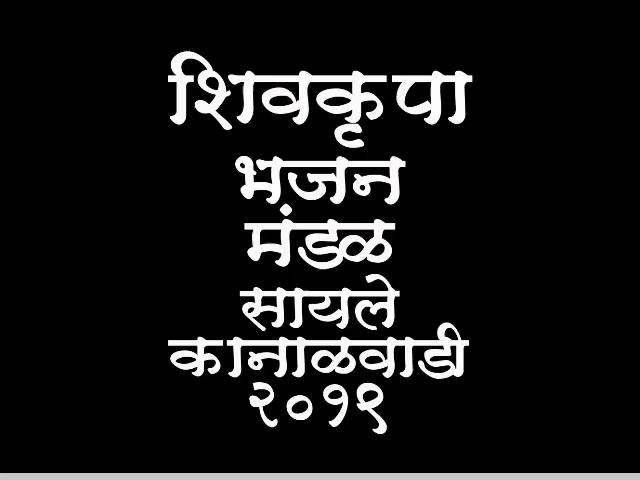 शिवकृपा
भजन
मंडळ
सायले
कानाळवाडी
२०१९